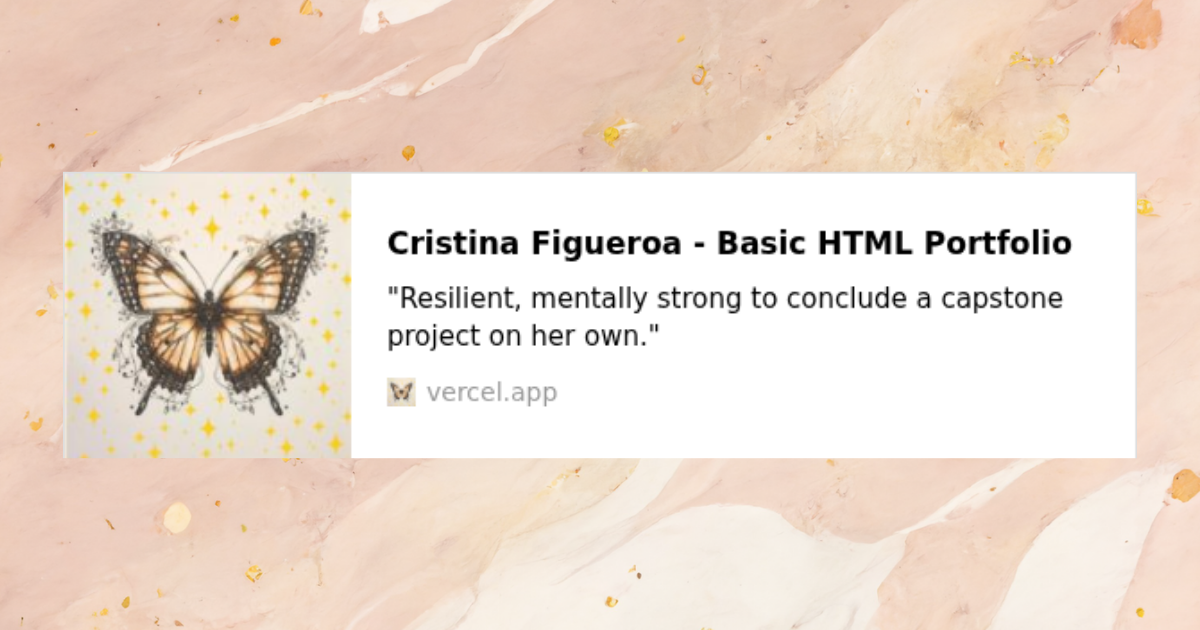 Cristina Figueroa - Basic HTML Portfolio
"Resilient, mentally strong to conclude a capstone
project on her own."
vercel.app